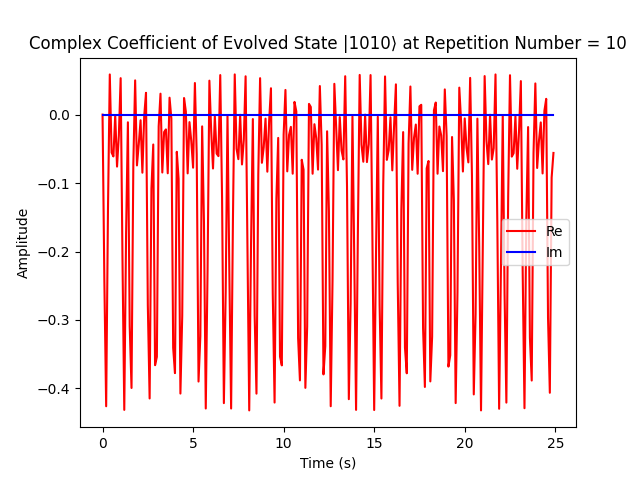 Complex Coefficient of Evolved State |1010⟩ at Repetition Number = 10
Amplitude
0.0
−0.1
−0.2
−0.3
−0.4
Re
Im
0
5
10
15
20
25
Time (s)